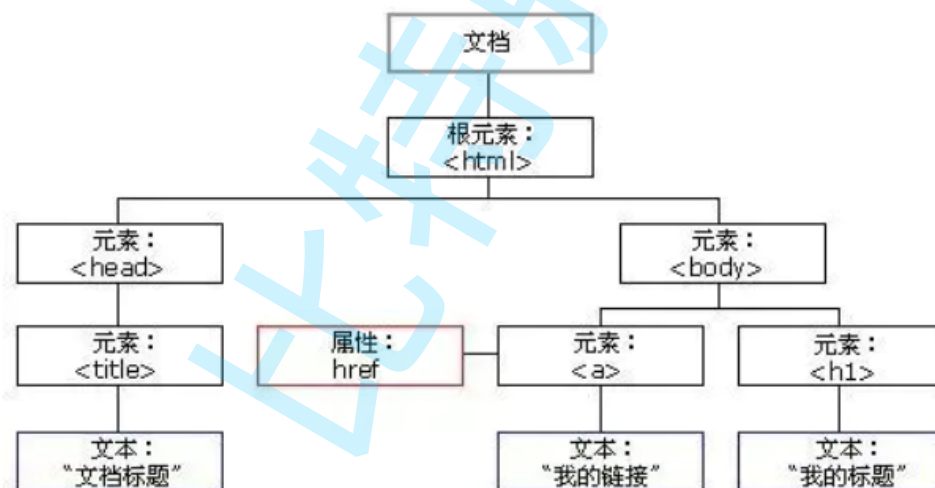 文档
根元素：
<html>
元素：
<head>
元素：
<body>
元素：
<title>
属性：
href
元素：
<a>
元素：
<h1>
文本：
“文档标题”
文本：
“我的链接”
文本：
“我的标题”
比特